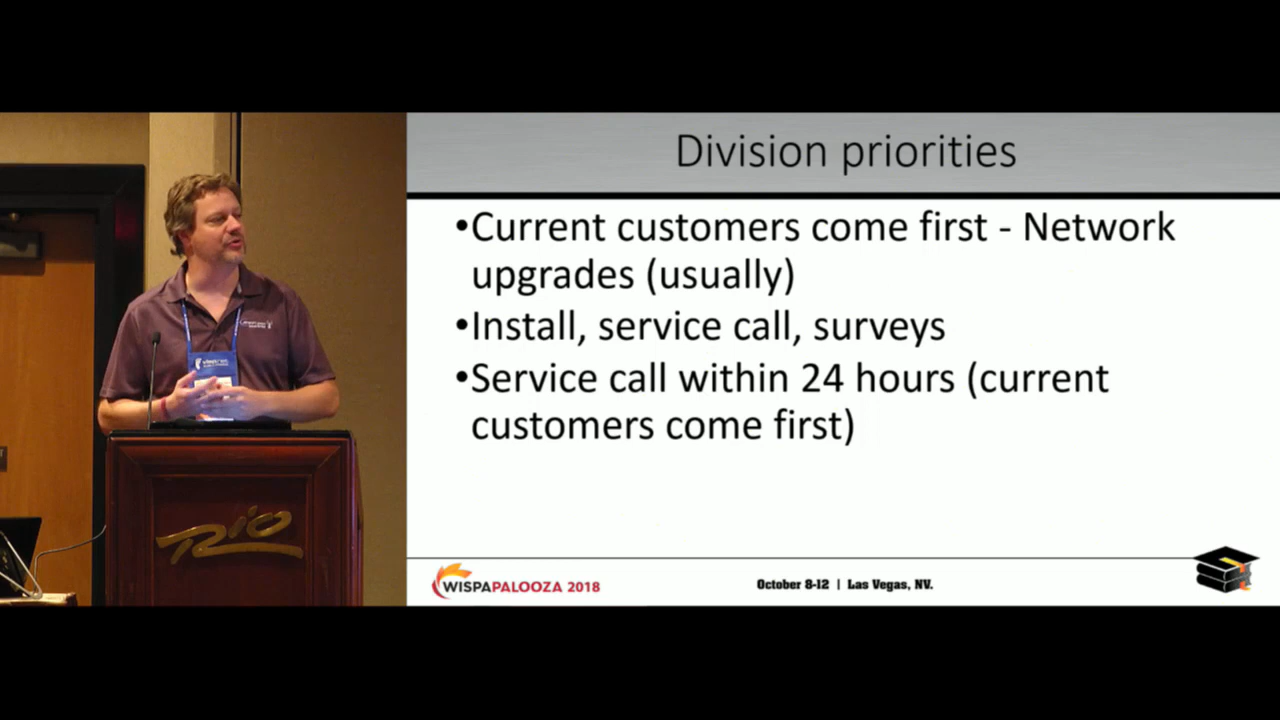 Division priorities
•Current customers come first - Network
upgrades (usually)
•Install, service call, surveys
•Service call within 24 hours (current
customers come first)
RIO
WISPAPALOOZA 2018
October 8-12 | Las Vegas, NV.